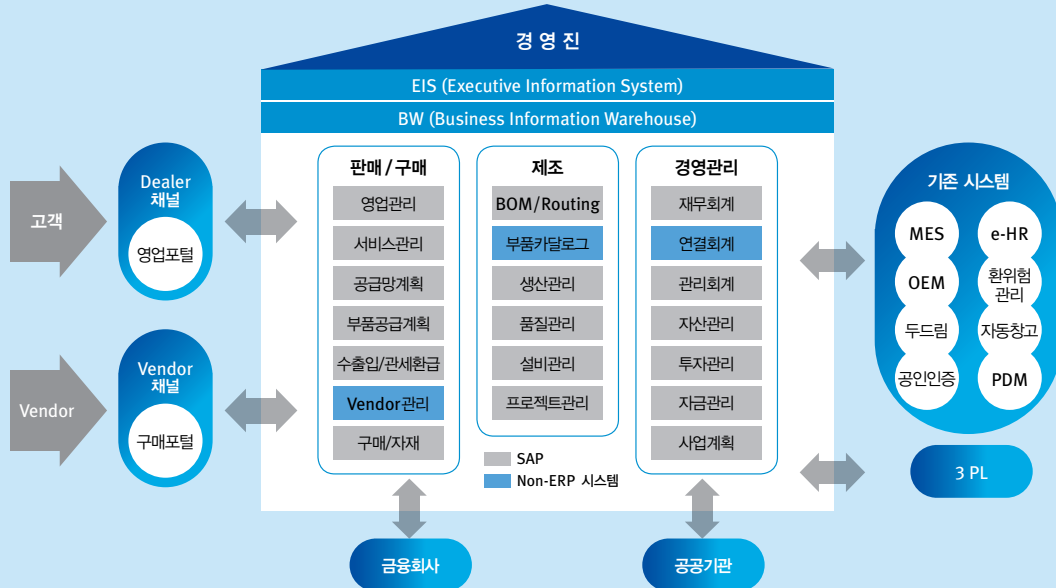 경영진
EIS (Executive Information System)
BW (Business Information Warehouse)
고객
Dealer
채널
영업포털
Vendor
Vendor
채널
구매포털
판매 / 구매
영업관리
서비스관리
공급망계획
부품공급계획
수출입/관세환급
Vendor관리
구매/자재
제조
BOM/Routing
부품카달로그
생산관리
품질관리
설비관리
프로젝트관리
SAP
Non-ERP 시스템
경영관리
재무회계
연결회계
관리회계
자산관리
투자관리
자금관리
사업계획
기존 시스템
MES
e-HR
OEM
환위험
관리
두드림
자동창고
공인인증
PDM
3 PL
금융회사
공공기관